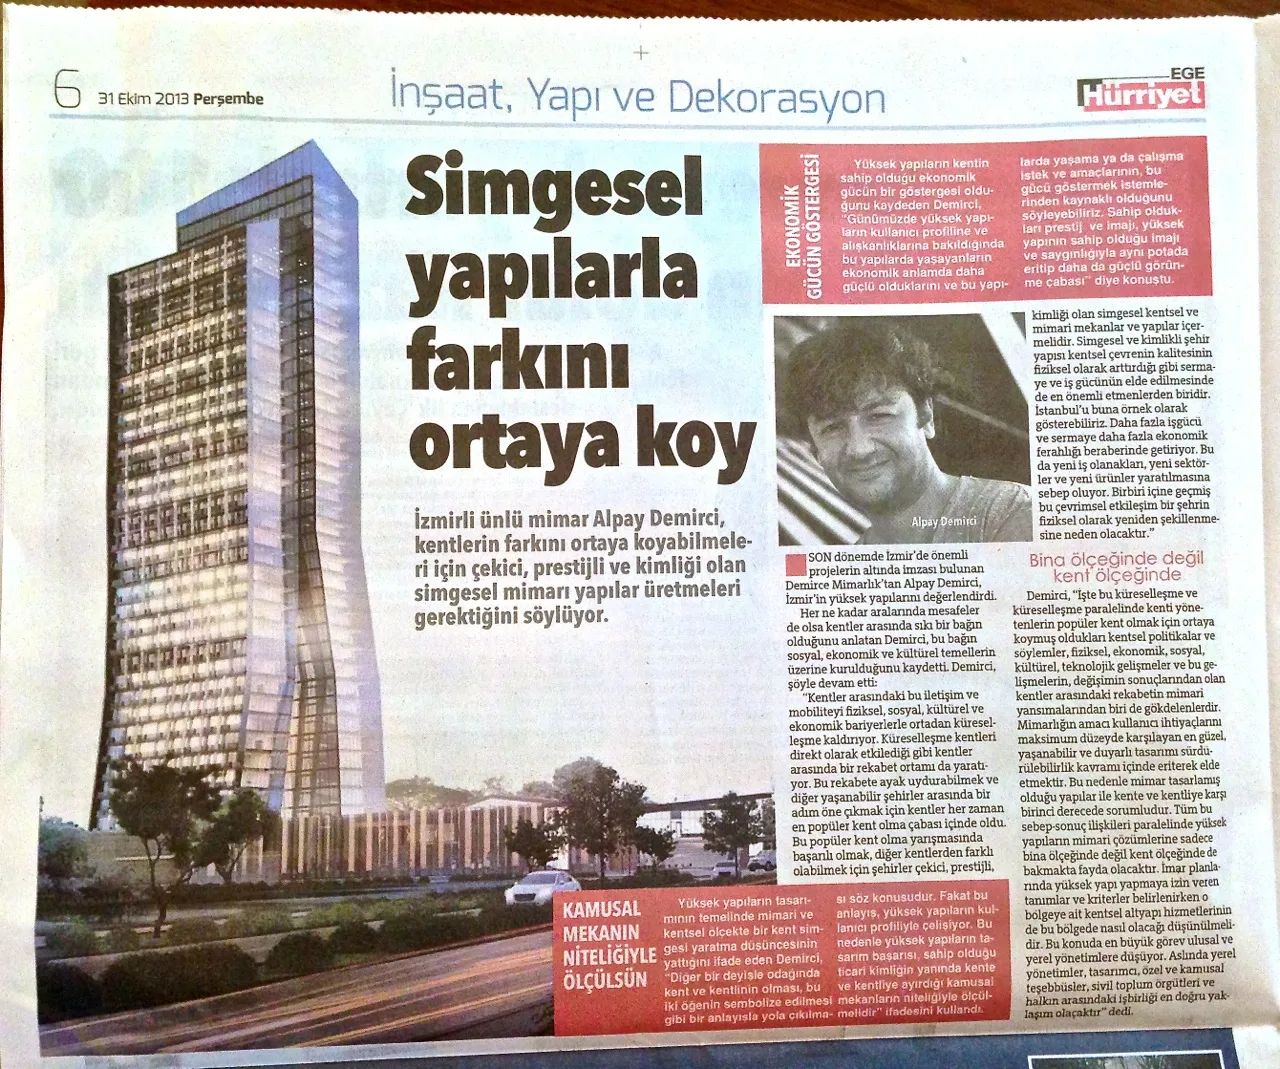 6
31 Ekim 2013 Perşembe
İnşaat, Yapı ve Dekorasyon
EGE
Hürriyet
Simgesel
yapılarla
farkını
ortaya koy
İzmirli ünlü mimar Alpay Demirci,
kentlerin farkını ortaya koyabilmele-
ri için çekici, prestijli ve kimliği olan
simgesel mimarı yapılar üretmeleri
gerektiğini söylüyor.
EKONOMİK
GÜCÜN GÖSTERGESİ
Yüksek yapıların kentin
sahip olduğu ekonomik
gücün bir göstergesi oldu-
ğunu kaydeden Demirci,
"Günümüzde yüksek yapı-
ların kullanıcı profiline ve
alışkanlıklarına bakıldığında
bu yapılarda yaşayanların
ekonomik anlamda daha
güçlü olduklarını ve bu yapı-
larda yaşama ya da çalışma
istek ve amaçlarının, bu
gücü göstermek istemle-
rinden kaynaklı olduğunu
söyleyebiliriz. Sahip olduk-
ları prestij ve imajı, yüksek
yapının sahip olduğu imajı
ve saygınlığıyla aynı potada
eritip daha da güçlü görün-
me çabası" diye konuştu.
Alpay Demirci
SON dönemde İzmir'de önemli
projelerin altında imzası bulunan
Demirce Mimarlık'tan Alpay Demirci,
İzmir'in yüksek yapılarını değerlendirdi.
Her ne kadar aralarında mesafeler
de olsa kentler arasında sıkı bir bağın
olduğunu anlatan Demirci, bu bağın
sosyal, ekonomik ve kültürel temellerin
üzerine kurulduğunu kaydetti. Demirci,
şöyle devam etti:
"Kentler arasındaki bu iletişim ve
mobiliteyi fiziksel, sosyal, kültürel ve
ekonomik bariyerlerle ortadan küresel-
leşme kaldırıyor. Küreselleşme kentleri
direkt olarak etkilediği gibi kentler
arasında bir rekabet ortamı da yaratı-
yor. Bu rekabete ayak uydurabilmek ve
diğer yaşanabilir şehirler arasında bir
adım öne çıkmak için kentler her zaman
en popüler kent olma çabası içinde oldu.
Bu popüler kent olma yarışmasında
başarılı olmak, diğer kentlerden farklı
olabilmek için şehirler çekici, prestijli,
kimliği olan simgesel kentsel ve
mimari mekanlar ve yapılar içer-
melidir. Simgesel ve kimlikli şehir
yapısı kentsel çevrenin kalitesinin
fiziksel olarak arttırdığı gibi serma-
ye ve iş gücünün elde edilmesinde
de en önemli etmenlerden biridir.
İstanbul'u buna örnek olarak
gösterebiliriz. Daha fazla işgücü
ve sermaye daha fazla ekonomik
ferahlığı beraberinde getiriyor. Bu
da yeni iş olanakları, yeni sektör-
ler ve yeni ürünler yaratılmasına
sebep oluyor. Birbiri içine geçmiş
bu çevrimsel etkileşim bir şehrin
fiziksel olarak yeniden şekillenme-
sine neden olacaktır."
Bina ölçeğinde değil
kent ölçeğinde
Demirci, "İşte bu küreselleşme ve
küreselleşme paralelinde kenti yöne-
tenlerin popüler kent olmak için ortaya
koymuş oldukları kentsel politikalar ve
söylemler, fiziksel, ekonomik, sosyal,
kültürel, teknolojik gelişmeler ve bu ge-
lişmelerin, değişimin sonuçlarından olan
kentler arasındaki rekabetin mimari
yansımalarından biri de gökdelenlerdir.
Mimarlığın amacı kullanıcı ihtiyaçlarını
maksimum düzeyde karşılayan en güzel,
yaşanabilir ve duyarlı tasarımı sürdü-
rülebilirlik kavramı içinde eriterek elde
etmektir. Bu nedenle mimar tasarlamış
olduğu yapılar ile kente ve kentliye karşı
birinci derecede sorumludur. Tüm bu
sebep-sonuç ilişkileri paralelinde yüksek
yapıların mimari çözümlerine sadece
bina ölçeğinde değil kent ölçeğinde de
bakmakta fayda olacaktır. İmar planla-
rında yüksek yapı yapmaya izin veren
tanımlar ve kriterler belirlenirken o
bölgeye ait kentsel altyapı hizmetlerinin
de bu bölgede nasıl olacağı düşünülmeli-
dir. Bu konuda en büyük görev ulusal ve
yerel yönetimlere düşüyor. Aslında yerel
yönetimler, tasarımcı, özel ve kamusal
teşebbüsler, sivil toplum örgütleri ve
halkın arasındaki işbirliği en doğru yak-
laşım olacaktır" dedi.
KAMUSAL
MEKANIN
NİTELİĞİYLE
ÖLÇÜLSÜN
Yüksek yapıların tasarı-
mının temelinde mimari ve
kentsel ölçekte bir kent sim-
gesi yaratma düşüncesinin
yattığını ifade eden Demirci,
"Diğer bir deyişle odağında
kent ve kentlinin olması, bu
iki öğenin sembolize edilmesi
gibi bir anlayışla yola çıkılma-
sı söz konusudur. Fakat bu
anlayış, yüksek yapıların kul-
lanıcı profiliyle çelişiyor. Bu
nedenle yüksek yapıların ta-
sarım başarısı, sahip olduğu
ticari kimliğin yanında kente
ve kentliye ayırdığı kamusal
mekanların niteliğiyle ölçül-
melidir" ifadesini kullandı.